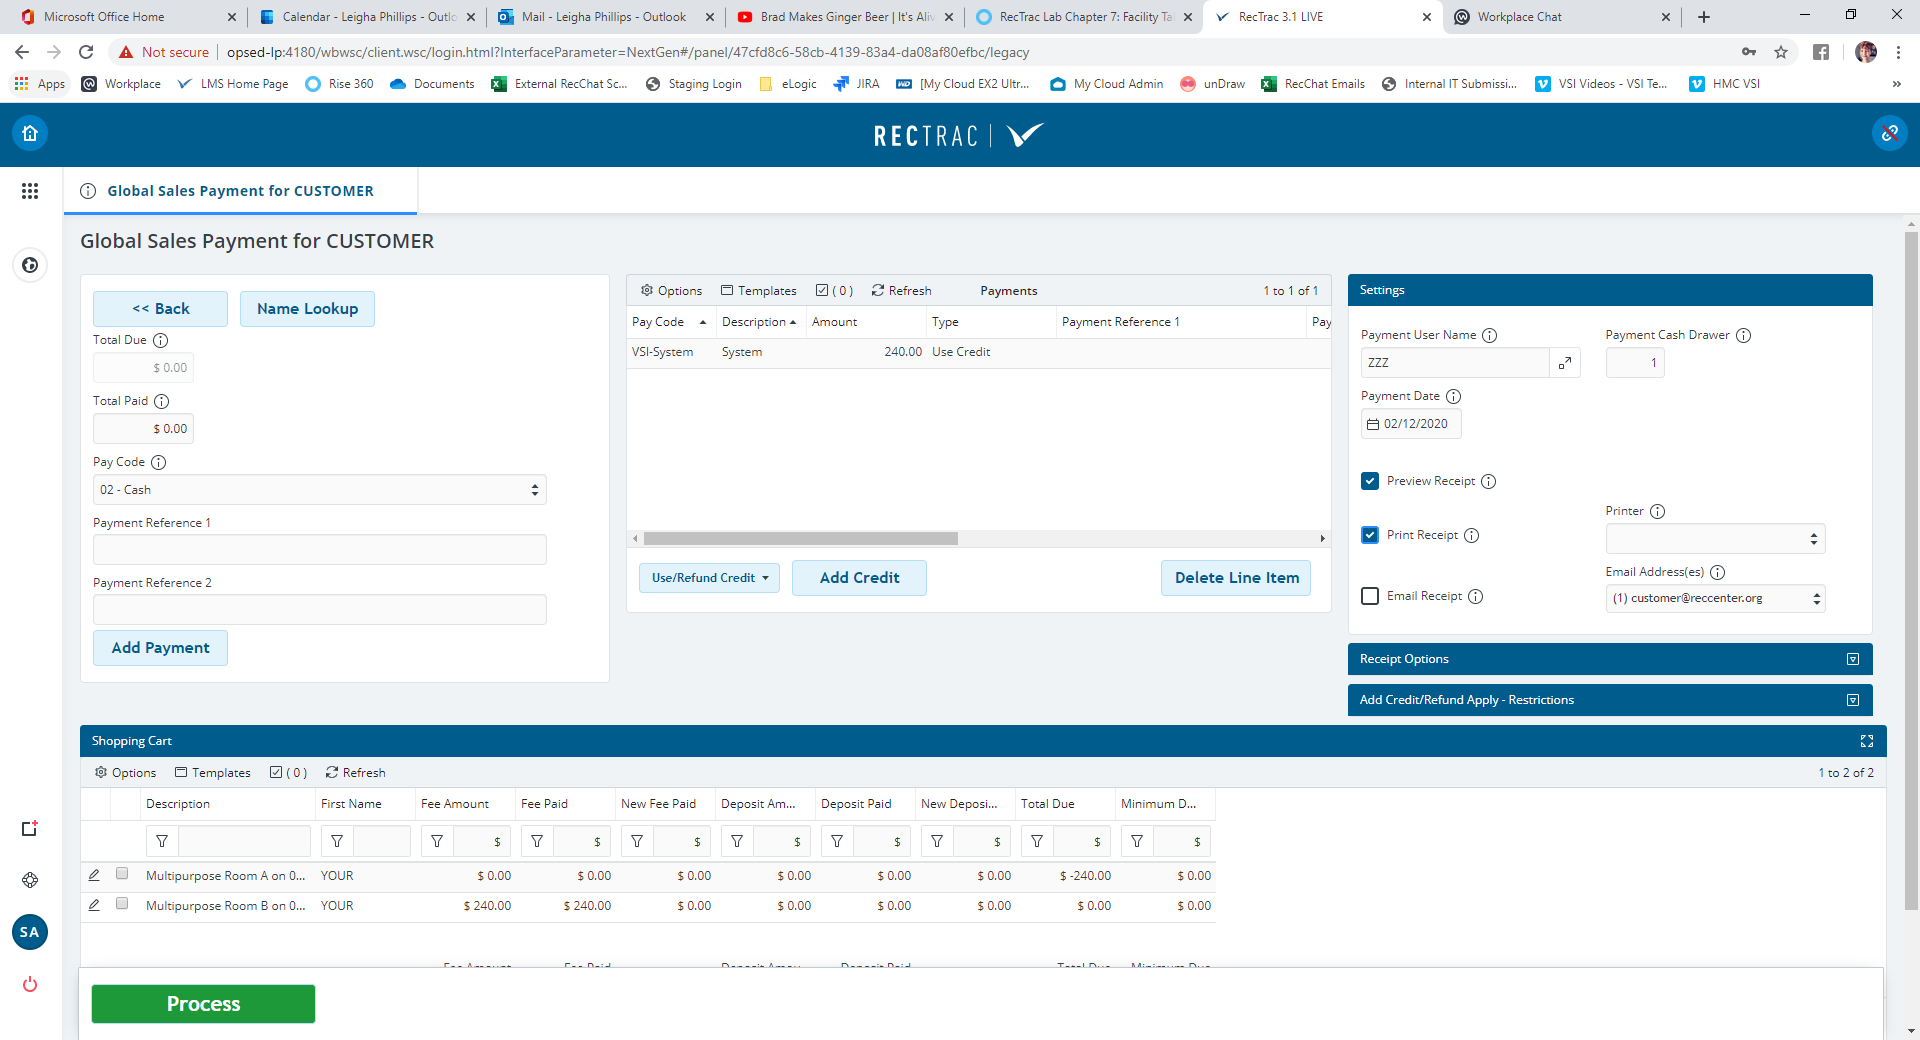 Microsoft Office Home
Calendar - Leigha Phillips - Outlo
Mail - Leigha Phillips - Outlook
Brad Makes Ginger Beer | It's Aliv
RecTrac Lab Chapter 7: Facility Ta
RecTrac 3.1 LIVE
Workplace Chat
Not secure
opsed-lp:4180/wbwsc/client.wsc/login.html?InterfaceParameter=NextGen#/panel/47cfd8c6-58cb-4139-83a4-da08af80efbc/legacy
Apps
Workplace
LMS Home Page
Rise 360
Documents
External RecChat Sc...
Staging Login
eLogic
JIRA
[My Cloud EX2 Ultr...
My Cloud Admin
unDraw
RecChat Emails
Internal IT Submissi...
VSI Videos - VSI Te...
HMC VSI
»
RECTRAC
Global Sales Payment for CUSTOMER
Global Sales Payment for CUSTOMER
<< Back
Name Lookup
Total Due
$ 0.00
Total Paid
$ 0.00
Pay Code
02 - Cash
Payment Reference 1
Payment Reference 2
Add Payment
Options
Templates
( 0 )
Refresh
Payments
1 to 1 of 1
Pay Code
Description
Amount
Type
Payment Reference 1
Pay
VSI-System
System
240.00
Use Credit
Use/Refund Credit
Add Credit
Delete Line Item
Settings
Payment User Name
Payment Cash Drawer
ZZZ
1
Payment Date
02/12/2020
Preview Receipt
Printer
Print Receipt
Email Address(es)
Email Receipt
(1) customer@reccenter.org
Receipt Options
Add Credit/Refund Apply - Restrictions
Shopping Cart
Options
Templates
( 0 )
Refresh
1 to 2 of 2
Description
First Name
Fee Amount
Fee Paid
New Fee Paid
Deposit Am...
Deposit Paid
New Deposi...
Total Due
Minimum D...
$ $ $ $ $ $ $ $
Multipurpose Room A on 0... YOUR $ 0.00 $ 0.00 $ 0.00 $ 0.00 $ 0.00 $ 0.00 $ -240.00 $ 0.00
Multipurpose Room B on 0... YOUR $ 240.00 $ 240.00 $ 0.00 $ 0.00 $ 0.00 $ 0.00 $ 0.00 $ 0.00
Fee Amount Fee Paid Deposit Amou Deposit Paid Total Due Minimum Due
SA
Process